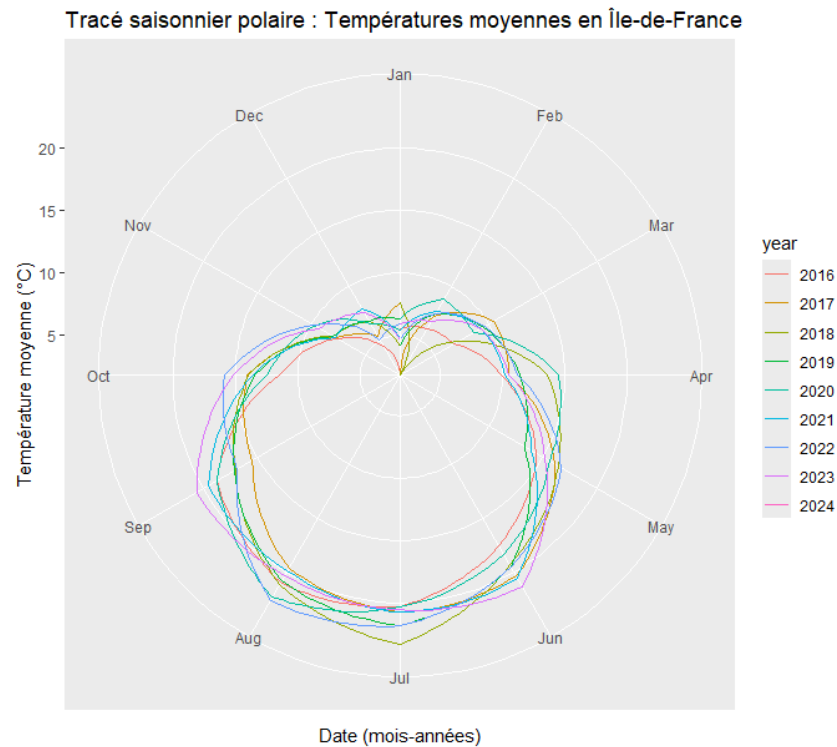 Tracé saisonnier polaire : Températures moyennes en Île-de-France
Jan
Feb
Mar
Apr
May
Jun
Jul
Aug
Sep
Oct
Nov
Dec
20
15
10
5
Température moyenne (°C)
Date (mois-années)
year
2016
2017
2018
2019
2020
2021
2022
2023
2024